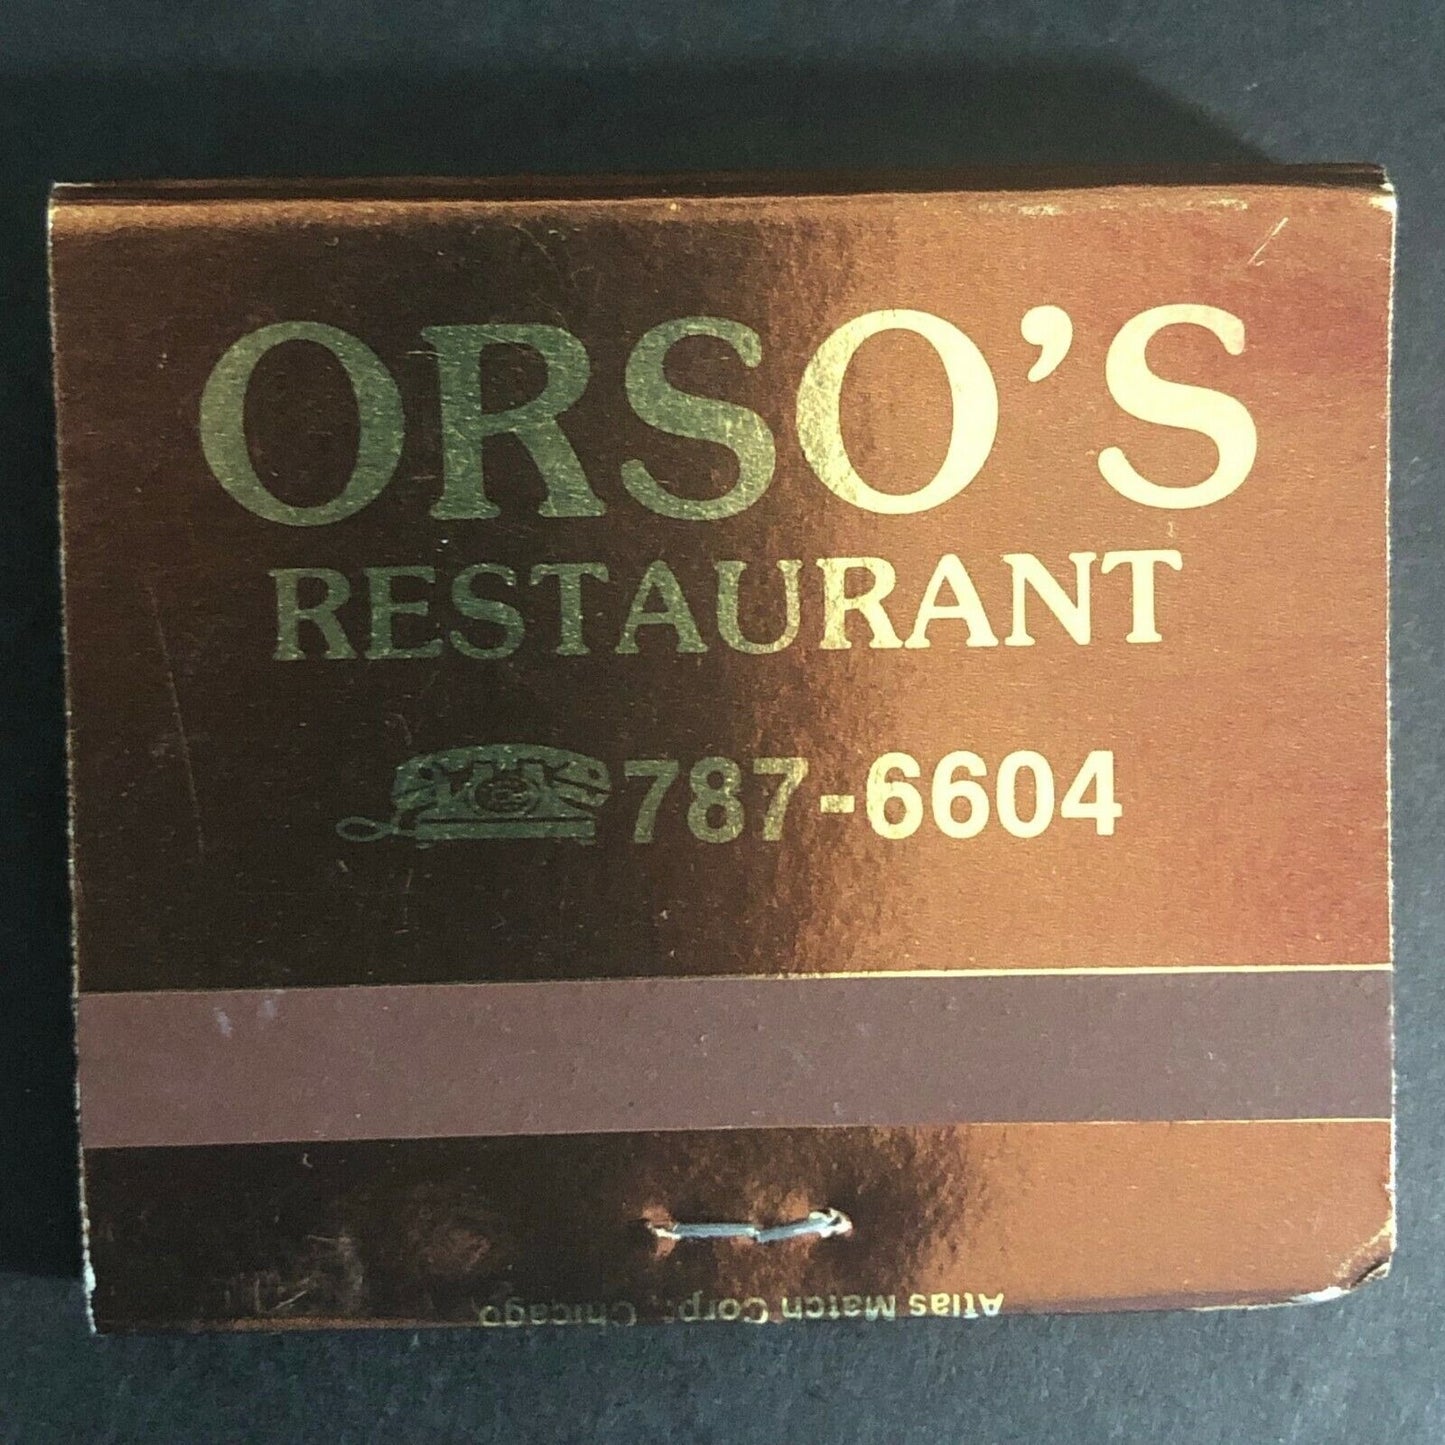 ORSO'S
RESTAURANT
787-6604
Atlas Match Corp. Chicago